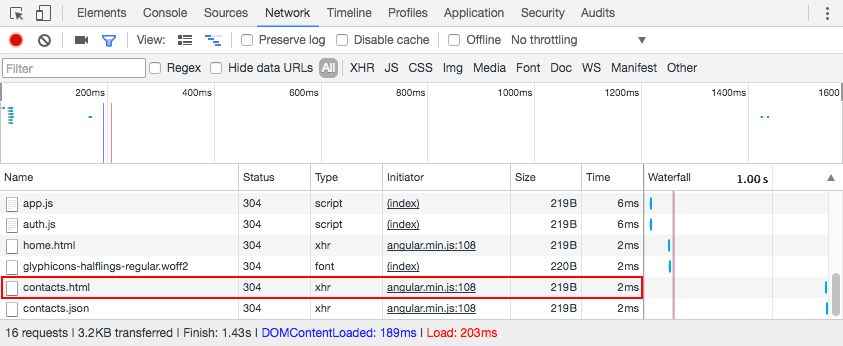 Elements Console Sources Network Timeline Profiles Application Security Audits
View: Preserve log Disable cache Offline No throttling
Filter Regex Hide data URLs All XHR JS CSS Img Media Font Doc WS Manifest Other
200ms 400ms 600ms 800ms 1000ms 1200ms 1400ms 1600
Name Status Type Initiator Size Time Waterfall 1.00 s
app.js 304 script (index) 219B 6ms
auth.js 304 script (index) 219B 6ms
home.html 304 xhr angular.min.js:108 219B 2ms
glyphicons-halflings-regular.woff2 304 font (index) 220B 2ms
contacts.html 304 xhr angular.min.js:108 219B 2ms
contacts.json 304 xhr angular.min.js:108 219B 2ms
16 requests | 3.2KB transferred | Finish: 1.43s | DOMContentLoaded: 189ms | Load: 203ms